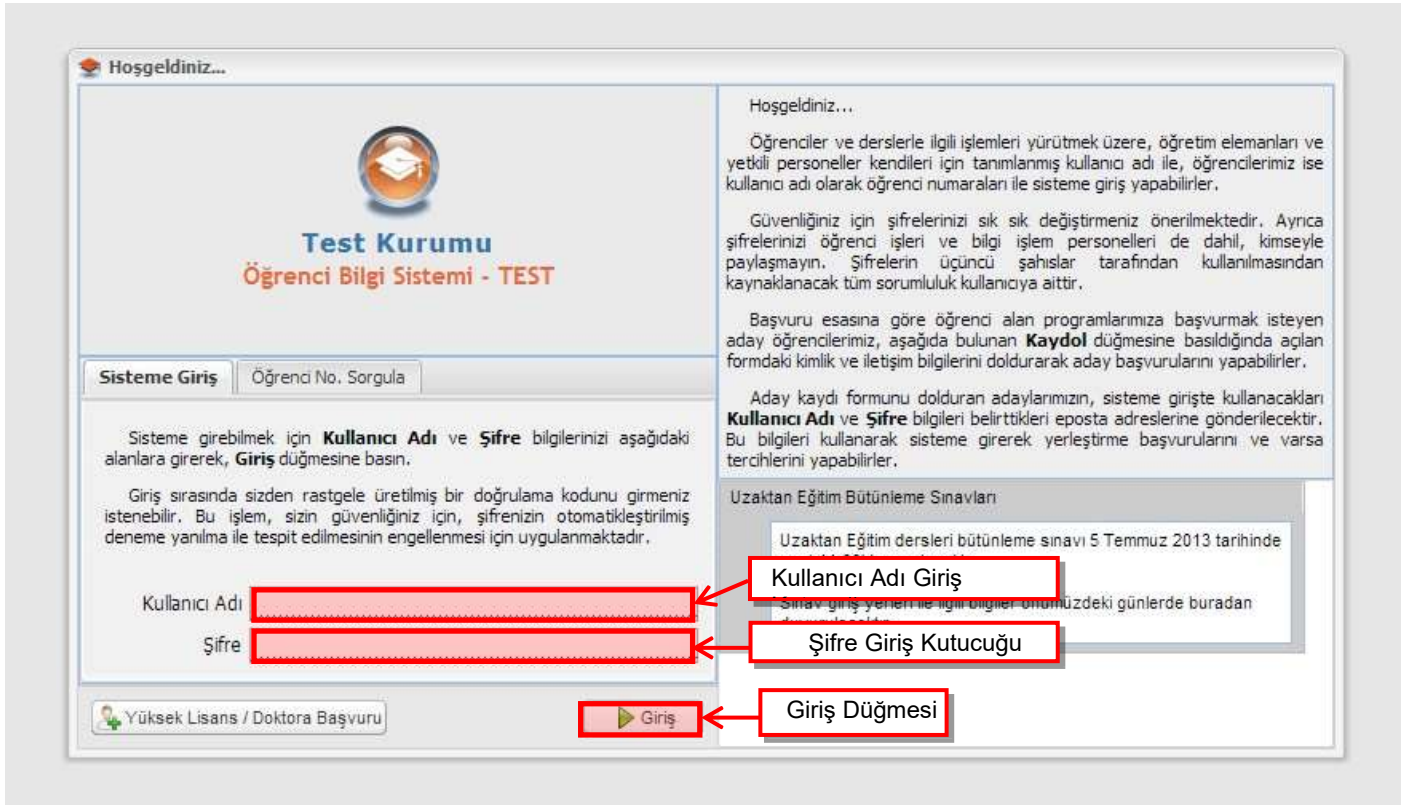 Hoşgeldiniz...
Test Kurumu
Öğrenci Bilgi Sistemi - TEST
Sisteme Giriş
Öğrenci No. Sorgula
Sisteme girebilmek için Kullanıcı Adı ve Şifre bilgilerinizi aşağıdaki
alanlara girerek, Giriş düğmesine basın.
Giriş sırasında sizden rastgele üretilmiş bir doğrulama kodunu girmeniz
istenebilir. Bu işlem, sizin güvenliğiniz için, şifrenizin otomatikleştirilmiş
deneme yanılma ile tespit edilmesinin engellenmesi için uygulanmaktadır.
Kullanıcı Adı
Şifre
Yüksek Lisans / Doktora Başvuru
Giriş
Hoşgeldiniz...
Öğrenciler ve derslerle ilgili işlemleri yürütmek üzere, öğretim elemanları ve
yetkili personeller kendileri için tanımlanmış kullanıcı adı ile, öğrencilerimiz ise
kullanıcı adı olarak öğrenci numaraları ile sisteme giriş yapabilirler.
Güvenliğiniz için şifrelerinizi sık sık değiştirmeniz önerilmektedir. Ayrıca
şifrelerinizi öğrenci işleri ve bilgi işlem personelleri de dahil, kimseyle
paylaşmayın. Şifrelerin üçüncü şahıslar tarafından kullanılmasından
kaynaklanacak tüm sorumluluk kullanıcıya aittir.
Başvuru esasına göre öğrenci alan programlarımıza başvurmak isteyen
aday öğrencilerimiz, aşağıda bulunan Kaydol düğmesine basıldığında açılan
formdaki kimlik ve iletişim bilgilerini doldurarak aday başvurularını yapabilirler.
Aday kaydı formunu dolduran adaylarımızın, sisteme girişte kullanacakları
Kullanıcı Adı ve Şifre bilgileri belirttikleri eposta adreslerine gönderilecektir.
Bu bilgileri kullanarak sisteme girerek yerleştirme başvurularını ve varsa
tercihlerini yapabilirler.
Uzaktan Eğitim Bütünleme Sınavları
Uzaktan Eğitim dersleri bütünleme sınavı 5 Temmuz 2013 tarihinde
Kullanıcı Adı Giriş
Sınav giriş yerleri ile ilgili bilgiler önümüzdeki günlerde buradan
Şifre Giriş Kutucuğu
Giriş Düğmesi